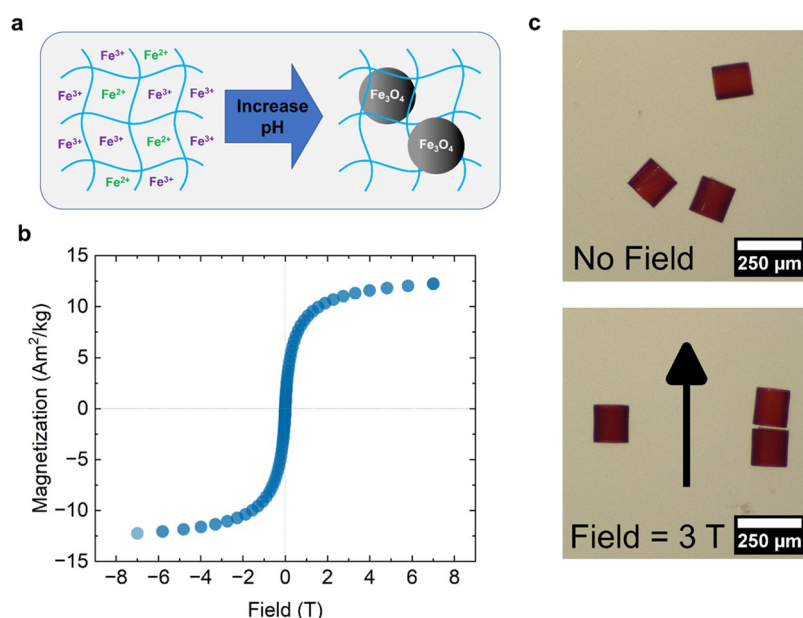 a
Fe³⁺ Fe²⁺
Fe³⁺ Fe²⁺ Fe³⁺ Fe³⁺
Fe³⁺ Fe³⁺ Fe²⁺ Fe³⁺
Fe²⁺ Fe³⁺
Increase
pH
Fe₃O₄
Fe₃O₄
b
15
10
5
0
−5
−10
−15
Magnetization (Am²/kg)
−8 −6 −4 −2 0 2 4 6 8
Field (T)
c
No Field
250 µm
Field = 3 T
250 µm